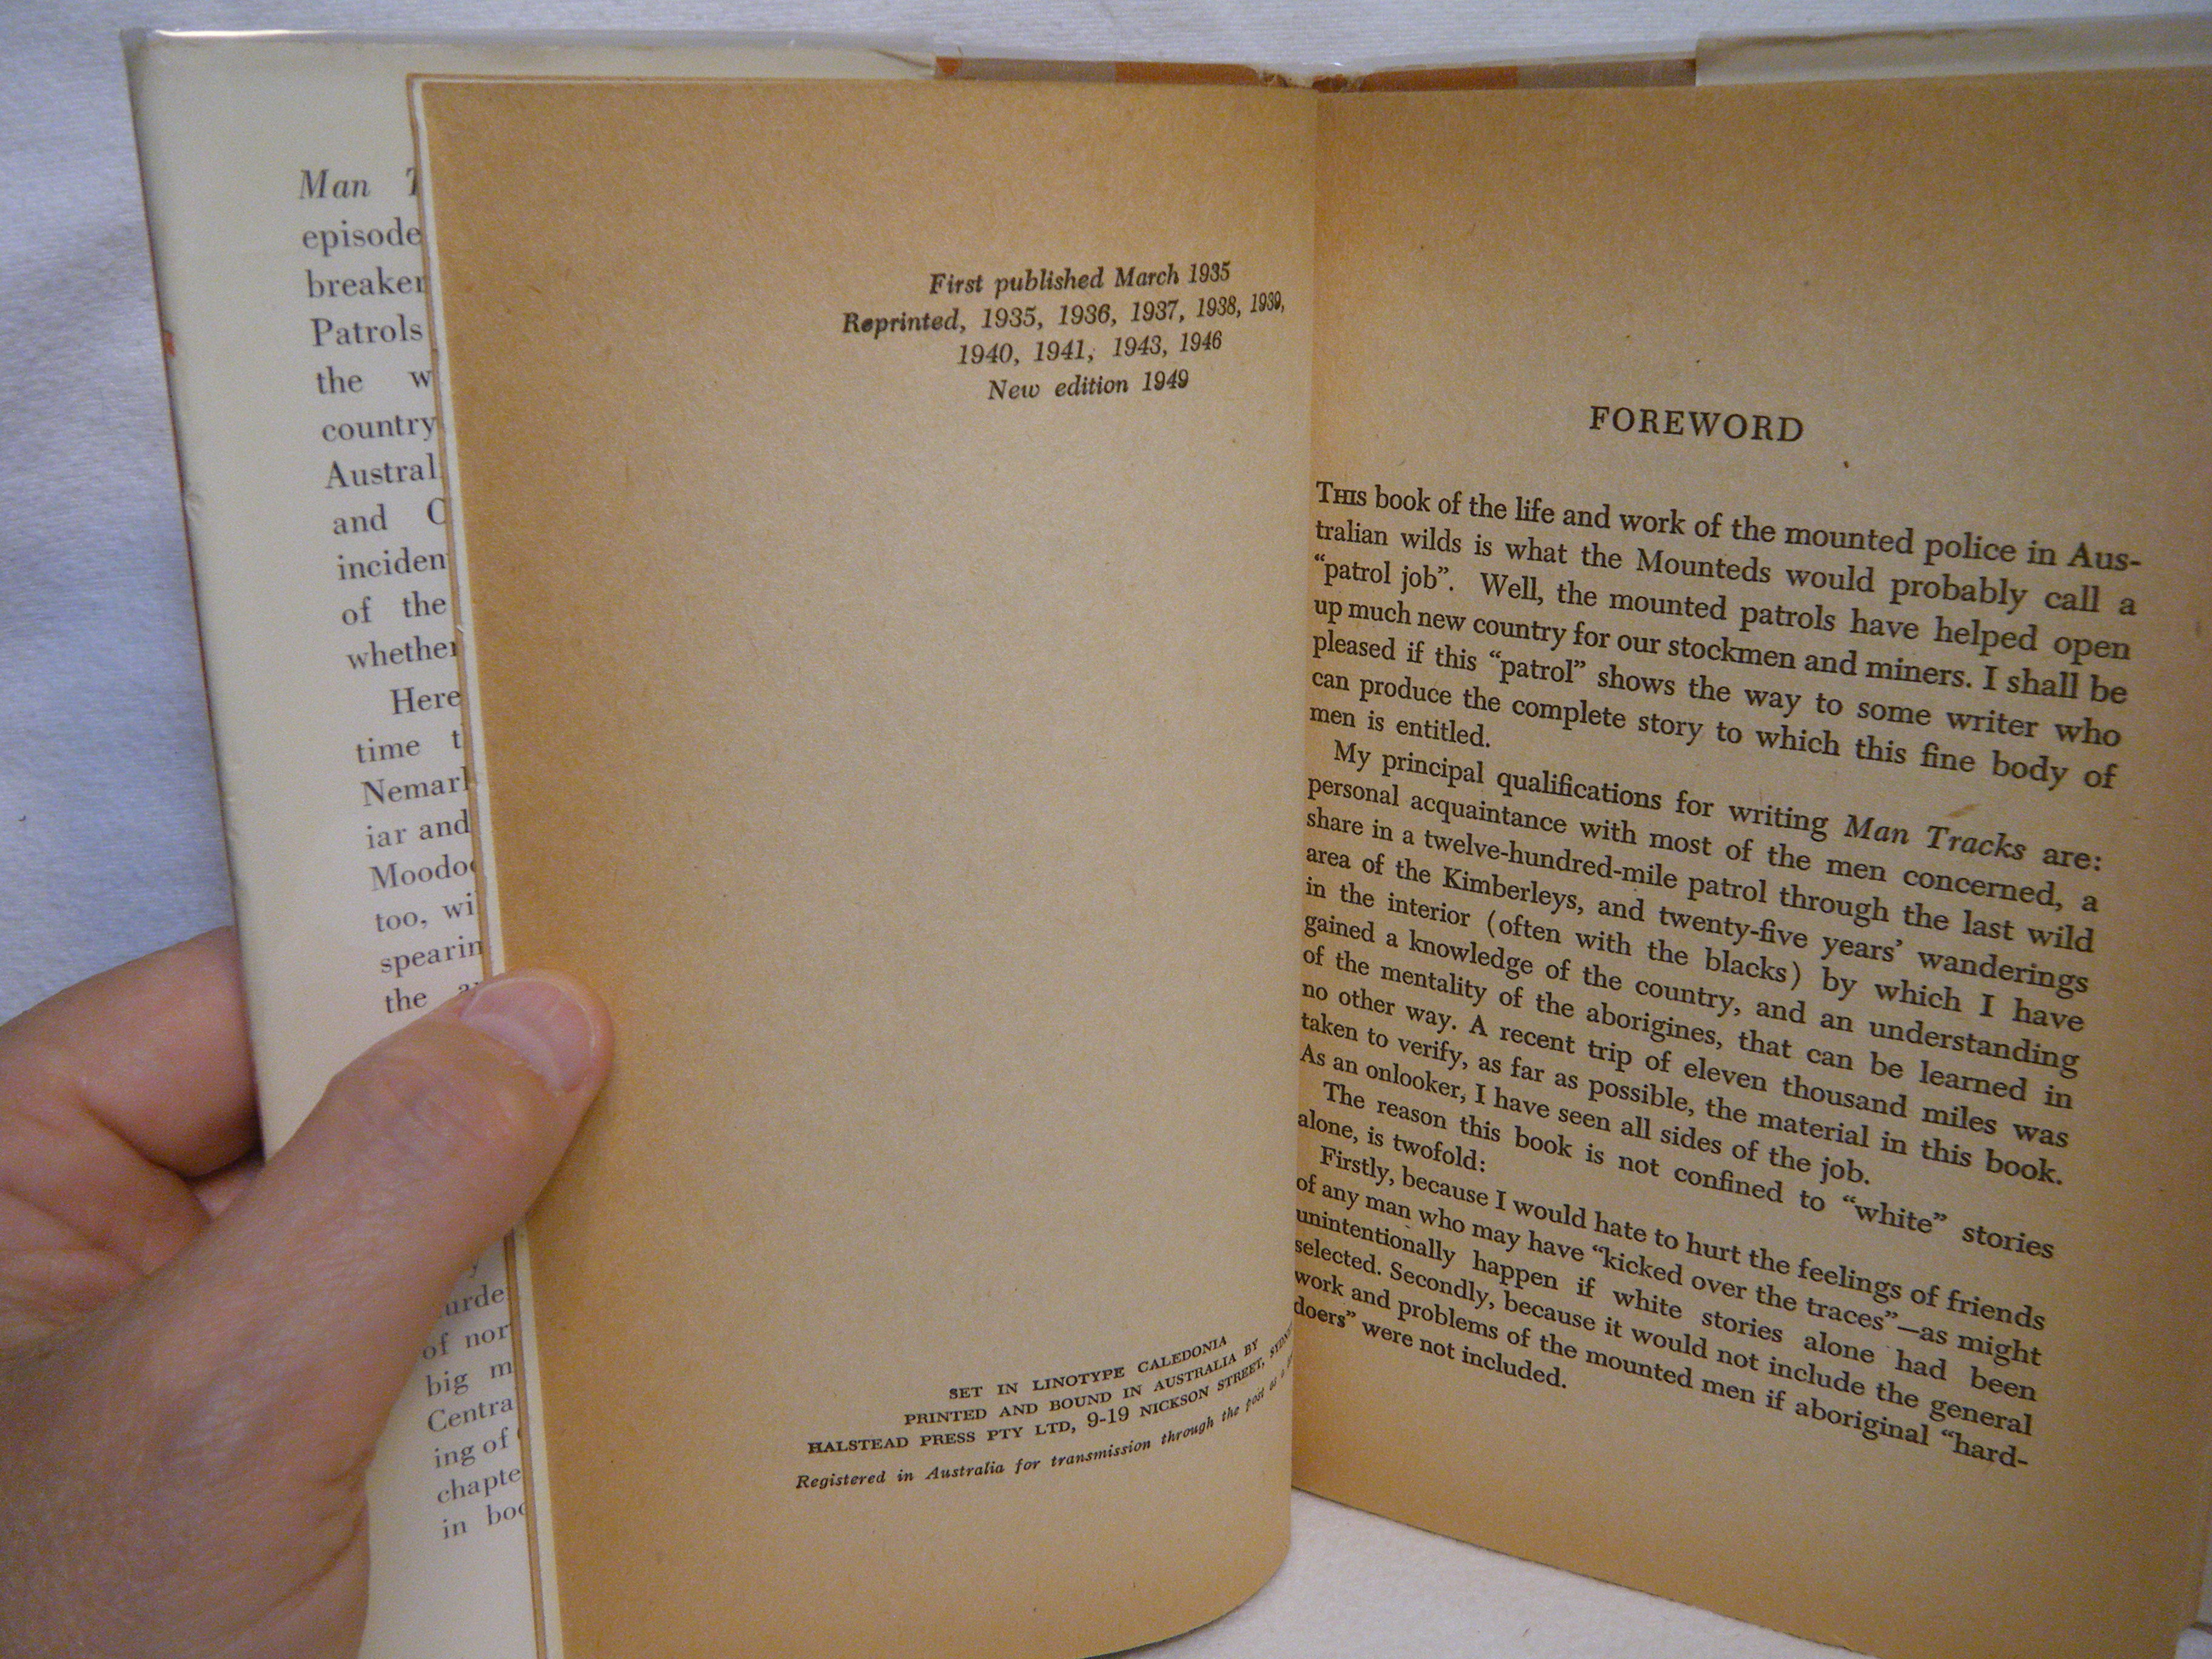 Man
episode
breaker
Patrols
the w
country
Austral
and C
inciden
of the
whether
Here
time t
Nemarl
iar and
Moodoo
too, wi
spearin
the
urde
of nor
big m
Centra
ing of
chapte
in boo
First published March 1935
Reprinted, 1935, 1936, 1937, 1938, 1939,
1940, 1941, 1943, 1946
New edition 1949
SET IN LINOTYPE CALEDONIA
PRINTED AND BOUND IN AUSTRALIA BY
HALSTEAD PRESS PTY LTD, 9-19 NICKSON STREET,
Registered in Australia for transmission through the post as a
FOREWORD
THIS book of the life and work of the mounted police in Aus-
tralian wilds is what the Mounteds would probably call a
“patrol job”. Well, the mounted patrols have helped open
up much new country for our stockmen and miners. I shall be
pleased if this “patrol” shows the way to some writer who
can produce the complete story to which this fine body of
men is entitled.
My principal qualifications for writing Man Tracks are:
personal acquaintance with most of the men concerned, a
share in a twelve-hundred-mile patrol through the last wild
area of the Kimberleys, and twenty-five years’ wanderings
in the interior (often with the blacks) by which I have
gained a knowledge of the country, and an understanding
of the mentality of the aborigines, that can be learned in
no other way. A recent trip of eleven thousand miles was
taken to verify, as far as possible, the material in this book.
As an onlooker, I have seen all sides of the job.
The reason this book is not confined to “white” stories
alone, is twofold:
Firstly, because I would hate to hurt the feelings of friends
of any man who may have “kicked over the traces”—as might
unintentionally happen if white stories alone had been
selected. Secondly, because it would not include the general
work and problems of the mounted men if aboriginal “hard-
doers” were not included.